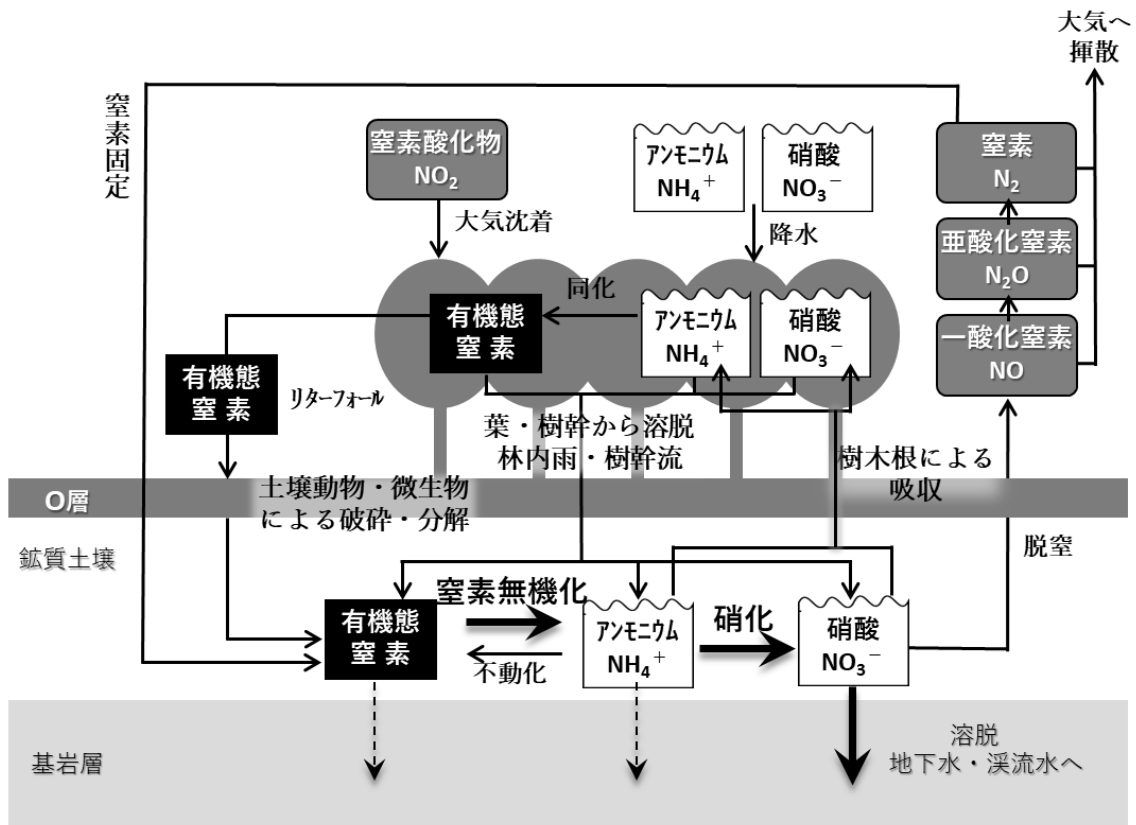 大気へ
揮散
窒素固定
窒素酸化物
NO₂
大気沈着
アンモニウム
NH₄⁺
硝酸
NO₃⁻
降水
窒素
N₂
亜酸化窒素
N₂O
一酸化窒素
NO
有機態
窒 素
同化
アンモニウム
NH₄⁺
硝酸
NO₃⁻
有機態
窒 素
リターフォール
葉・樹幹から溶脱
林内雨・樹幹流
樹木根による
吸収
O層
土壌動物・微生物
による破砕・分解
鉱質土壌
脱窒
有機態
窒 素
窒素無機化
不動化
アンモニウム
NH₄⁺
硝化
硝酸
NO₃⁻
基岩層
溶脱
地下水・渓流水へ